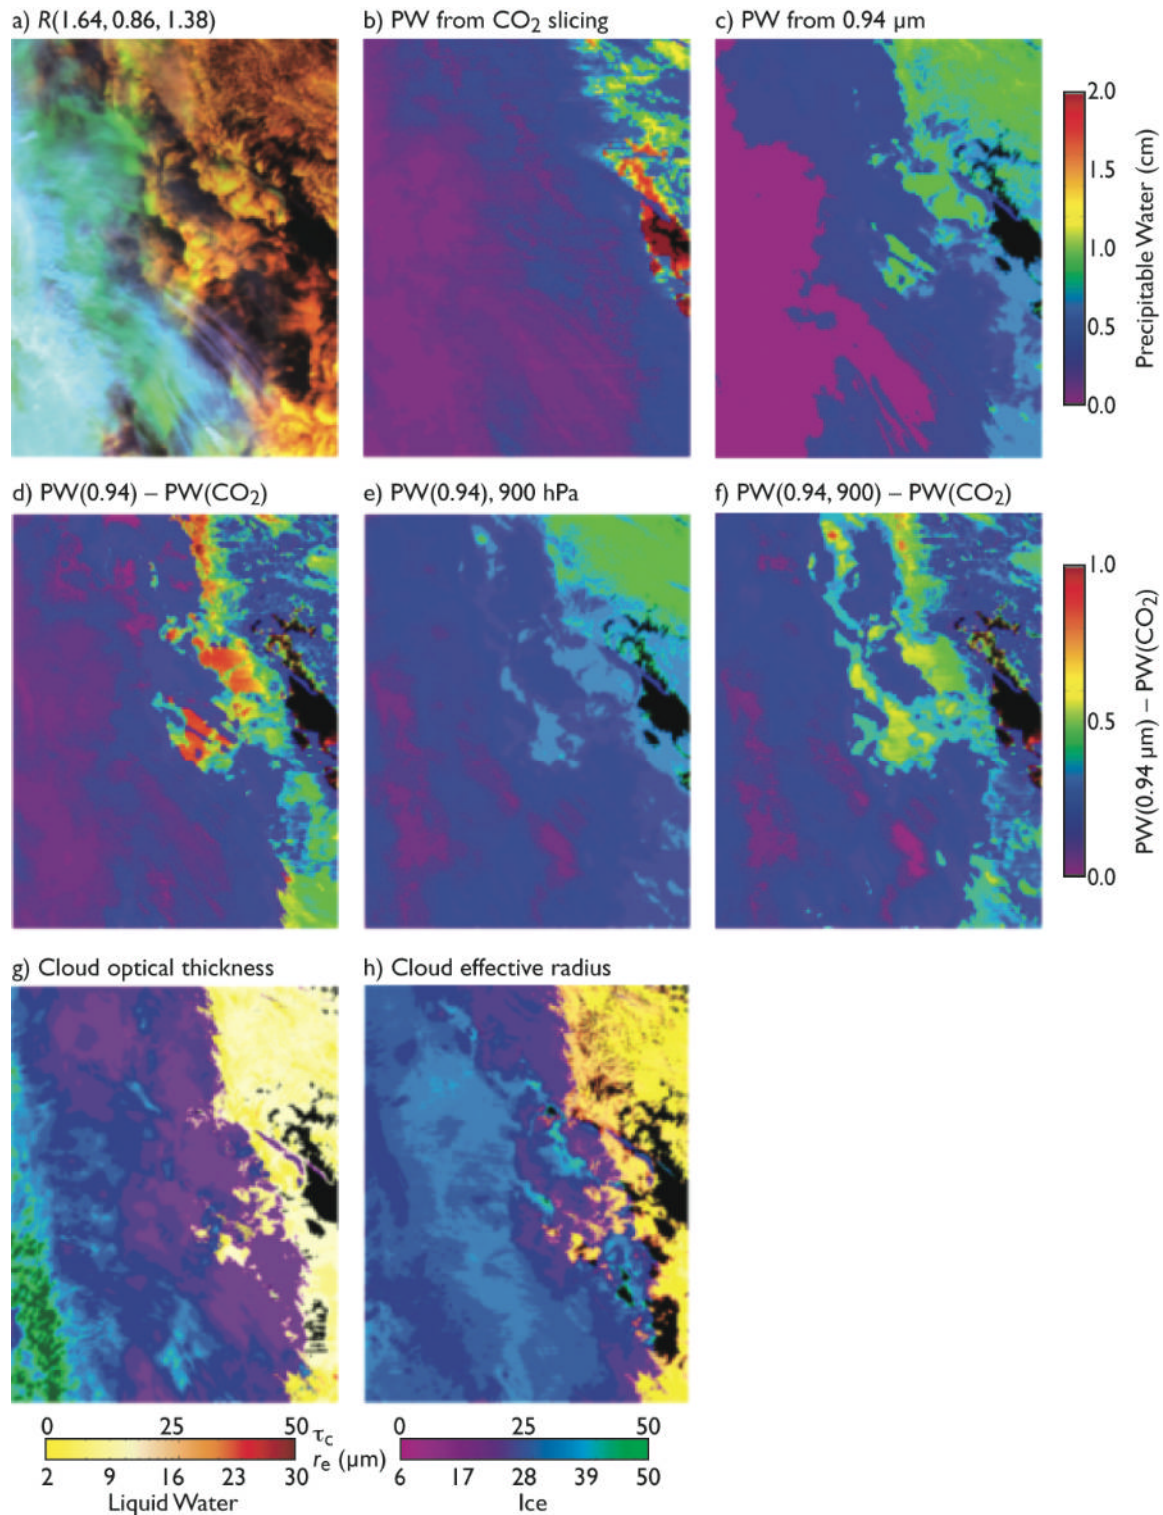 a) R(1.64, 0.86, 1.38)
b) PW from CO₂ slicing
c) PW from 0.94 μm
2.0
1.5
1.0
0.5
0.0
Precipitable Water (cm)
d) PW(0.94) – PW(CO₂)
e) PW(0.94), 900 hPa
f) PW(0.94, 900) – PW(CO₂)
1.0
0.5
0.0
PW(0.94 μm) – PW(CO₂)
g) Cloud optical thickness
h) Cloud effective radius
0 25 50 τc 0 25 50
2 9 16 23 30 re (μm) 6 17 28 39 50
Liquid Water Ice